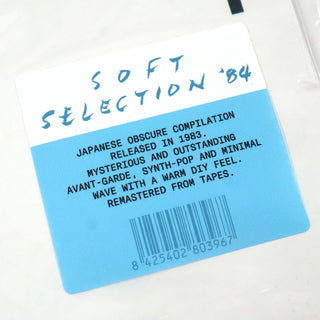 SOFT
SELECTION '84
JAPANESE OBSCURE COMPILATION
RELEASED IN 1983.
MYSTERIOUS AND OUTSTANDING
AVANT-GARDE, SYNTH-POP AND MINIMAL
WAVE WITH A WARM DIY FEEL.
REMASTERED FROM TAPES.
8 425402 803967